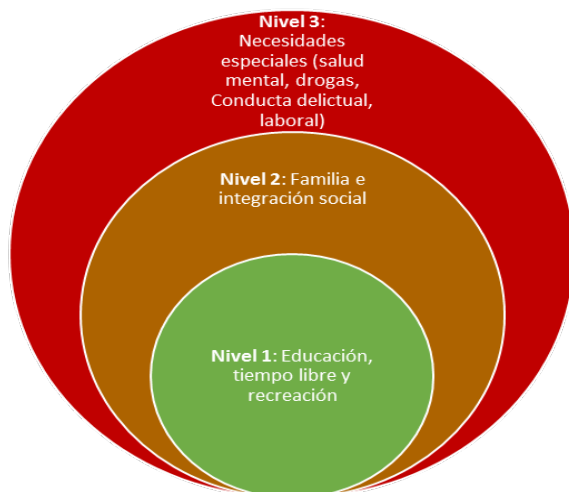 Nivel 3:
Necesidades
especiales (salud
mental, drogas,
Conducta delictual,
laboral)
Nivel 2: Familia e
integración social
Nivel 1: Educación,
tiempo libre y
recreación